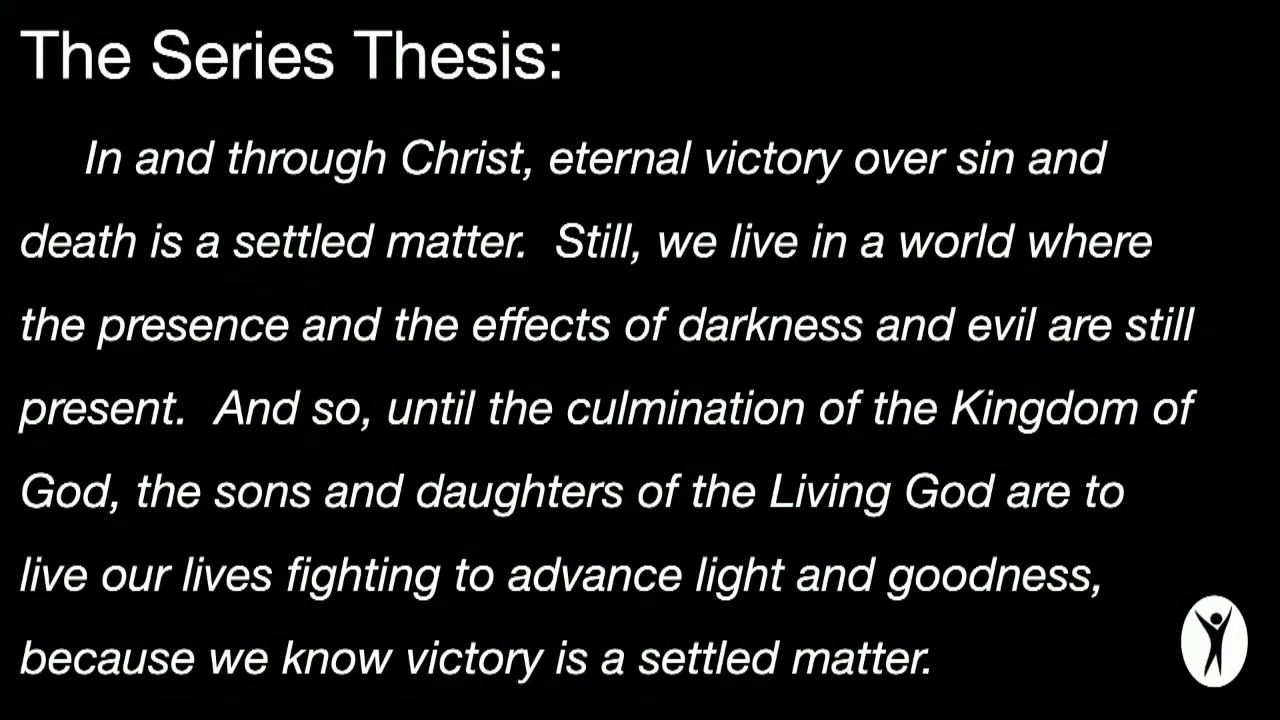 The Series Thesis:
In and through Christ, eternal victory over sin and
death is a settled matter.  Still, we live in a world where
the presence and the effects of darkness and evil are still
present.  And so, until the culmination of the Kingdom of
God, the sons and daughters of the Living God are to
live our lives fighting to advance light and goodness,
because we know victory is a settled matter.